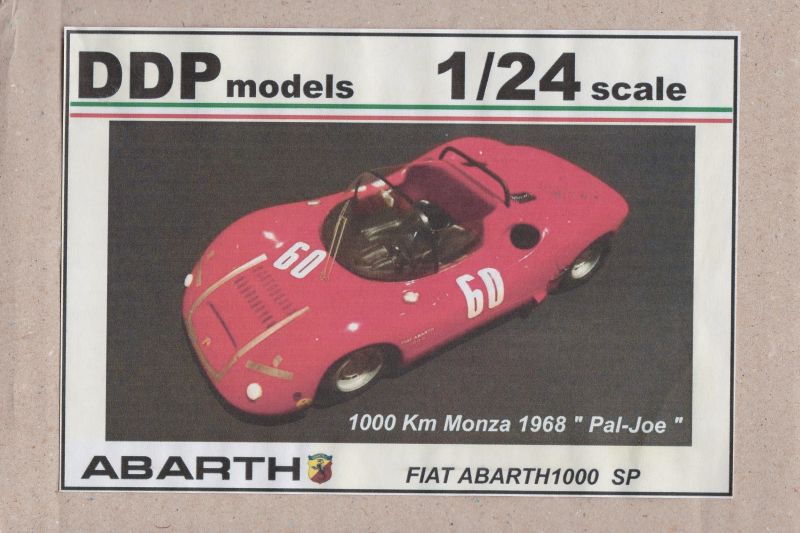 DDP models 1/24 scale
60
60
FIAT ABARTH
1000 Km Monza 1968 " Pal-Joe "
ABARTH
FIAT ABARTH1000 SP